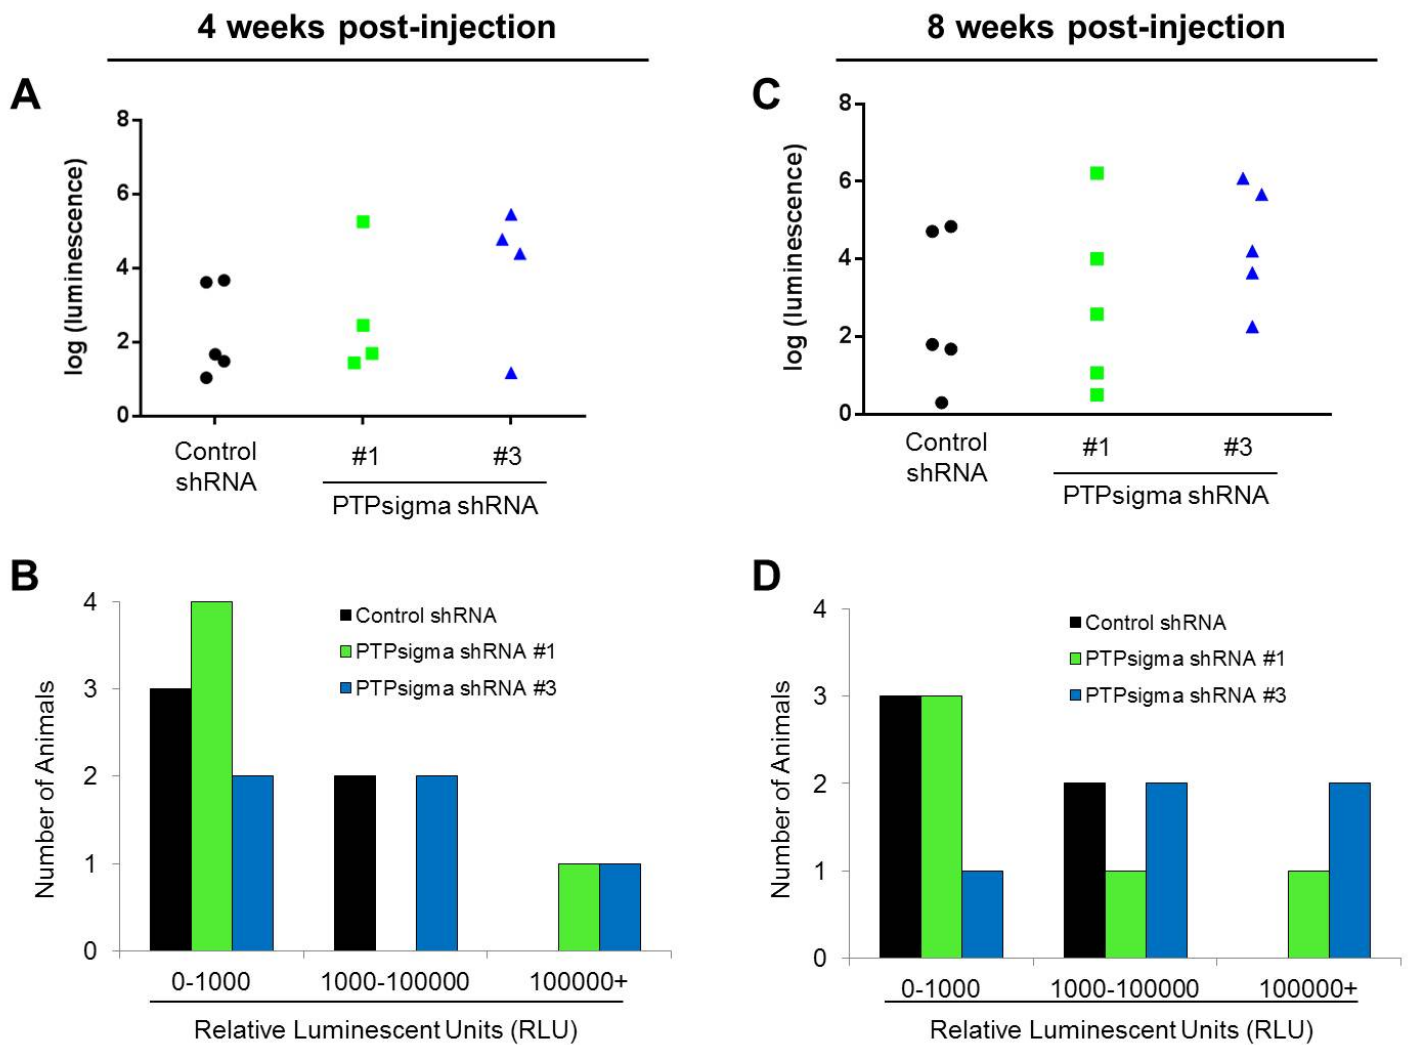 4 weeks post-injection
8 weeks post-injection
A
8
6
4
2
0
log (luminescence)
Control
shRNA
#1
#3
PTPsigma shRNA
C
8
6
4
2
0
log (luminescence)
Control
shRNA
#1
#3
PTPsigma shRNA
B
4
3
2
1
0
Number of Animals
Control shRNA
PTPsigma shRNA #1
PTPsigma shRNA #3
0-1000
1000-100000
100000+
Relative Luminescent Units (RLU)
D
4
3
2
1
0
Number of Animals
Control shRNA
PTPsigma shRNA #1
PTPsigma shRNA #3
0-1000
1000-100000
100000+
Relative Luminescent Units (RLU)